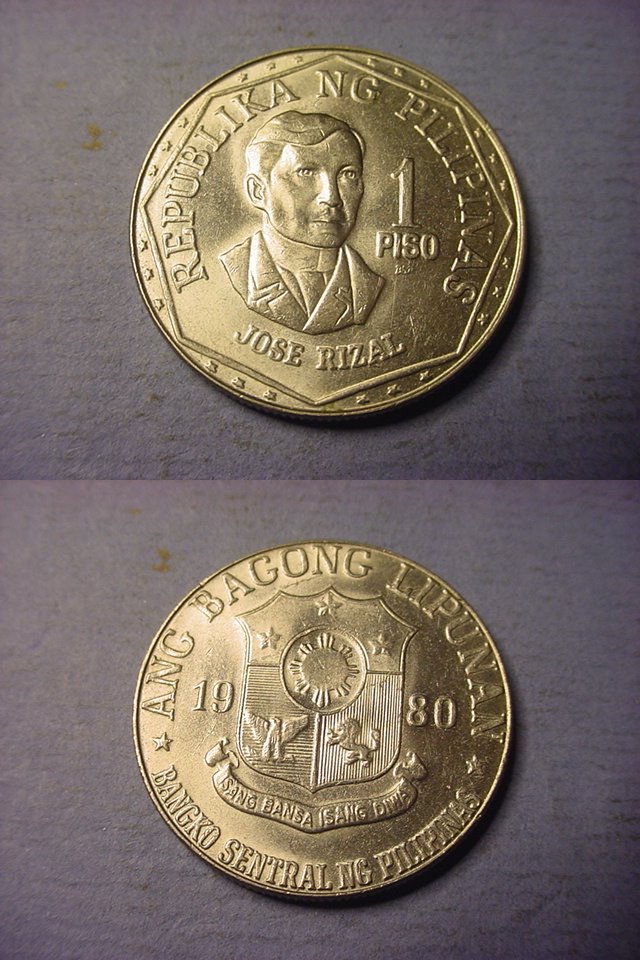 REPUBLIKA NG PILIPINAS
1
PISO
JOSE RIZAL
ANG BAGONG LIPUNAN
19 80
ISANG BANSA ISANG DIWA
BANGKO SENTRAL NG PILIPINAS